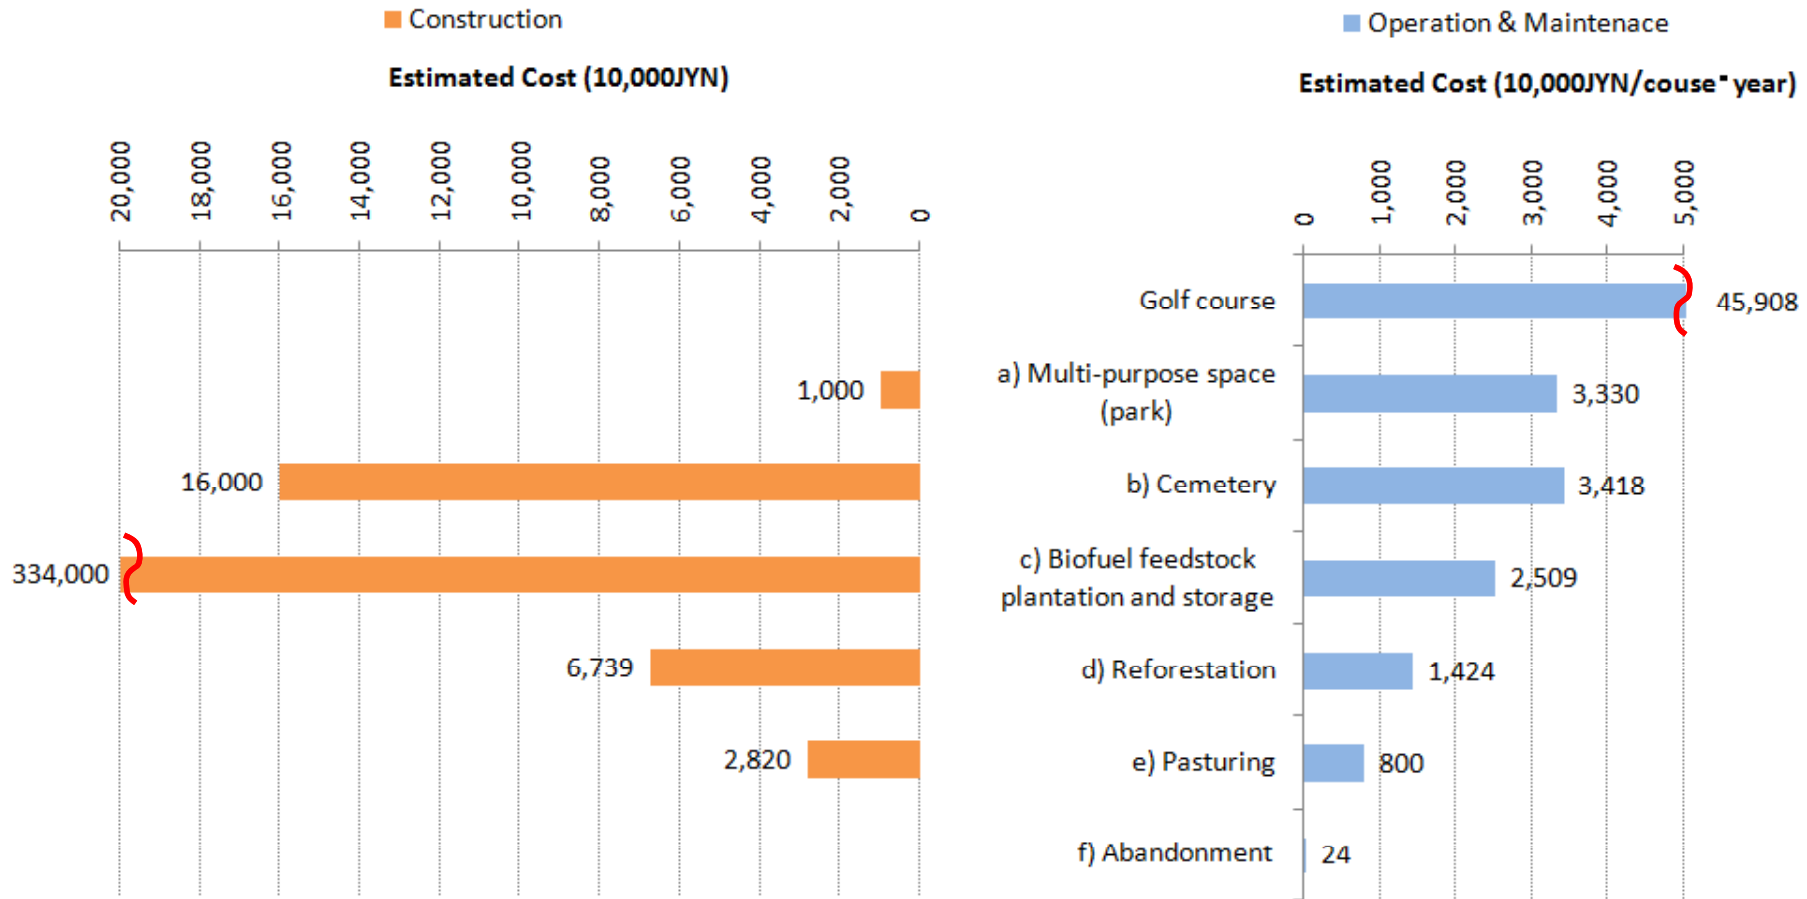 Construction
Estimated Cost (10,000JYN)
20,000
18,000
16,000
14,000
12,000
10,000
8,000
6,000
4,000
2,000
0
1,000
16,000
334,000
6,739
2,820
Operation & Maintenace
Estimated Cost (10,000JYN/couse▪year)
0
1,000
2,000
3,000
4,000
5,000
Golf course
45,908
a) Multi-purpose space
(park)
3,330
b) Cemetery
3,418
c) Biofuel feedstock
plantation and storage
2,509
d) Reforestation
1,424
e) Pasturing
800
f) Abandonment
24